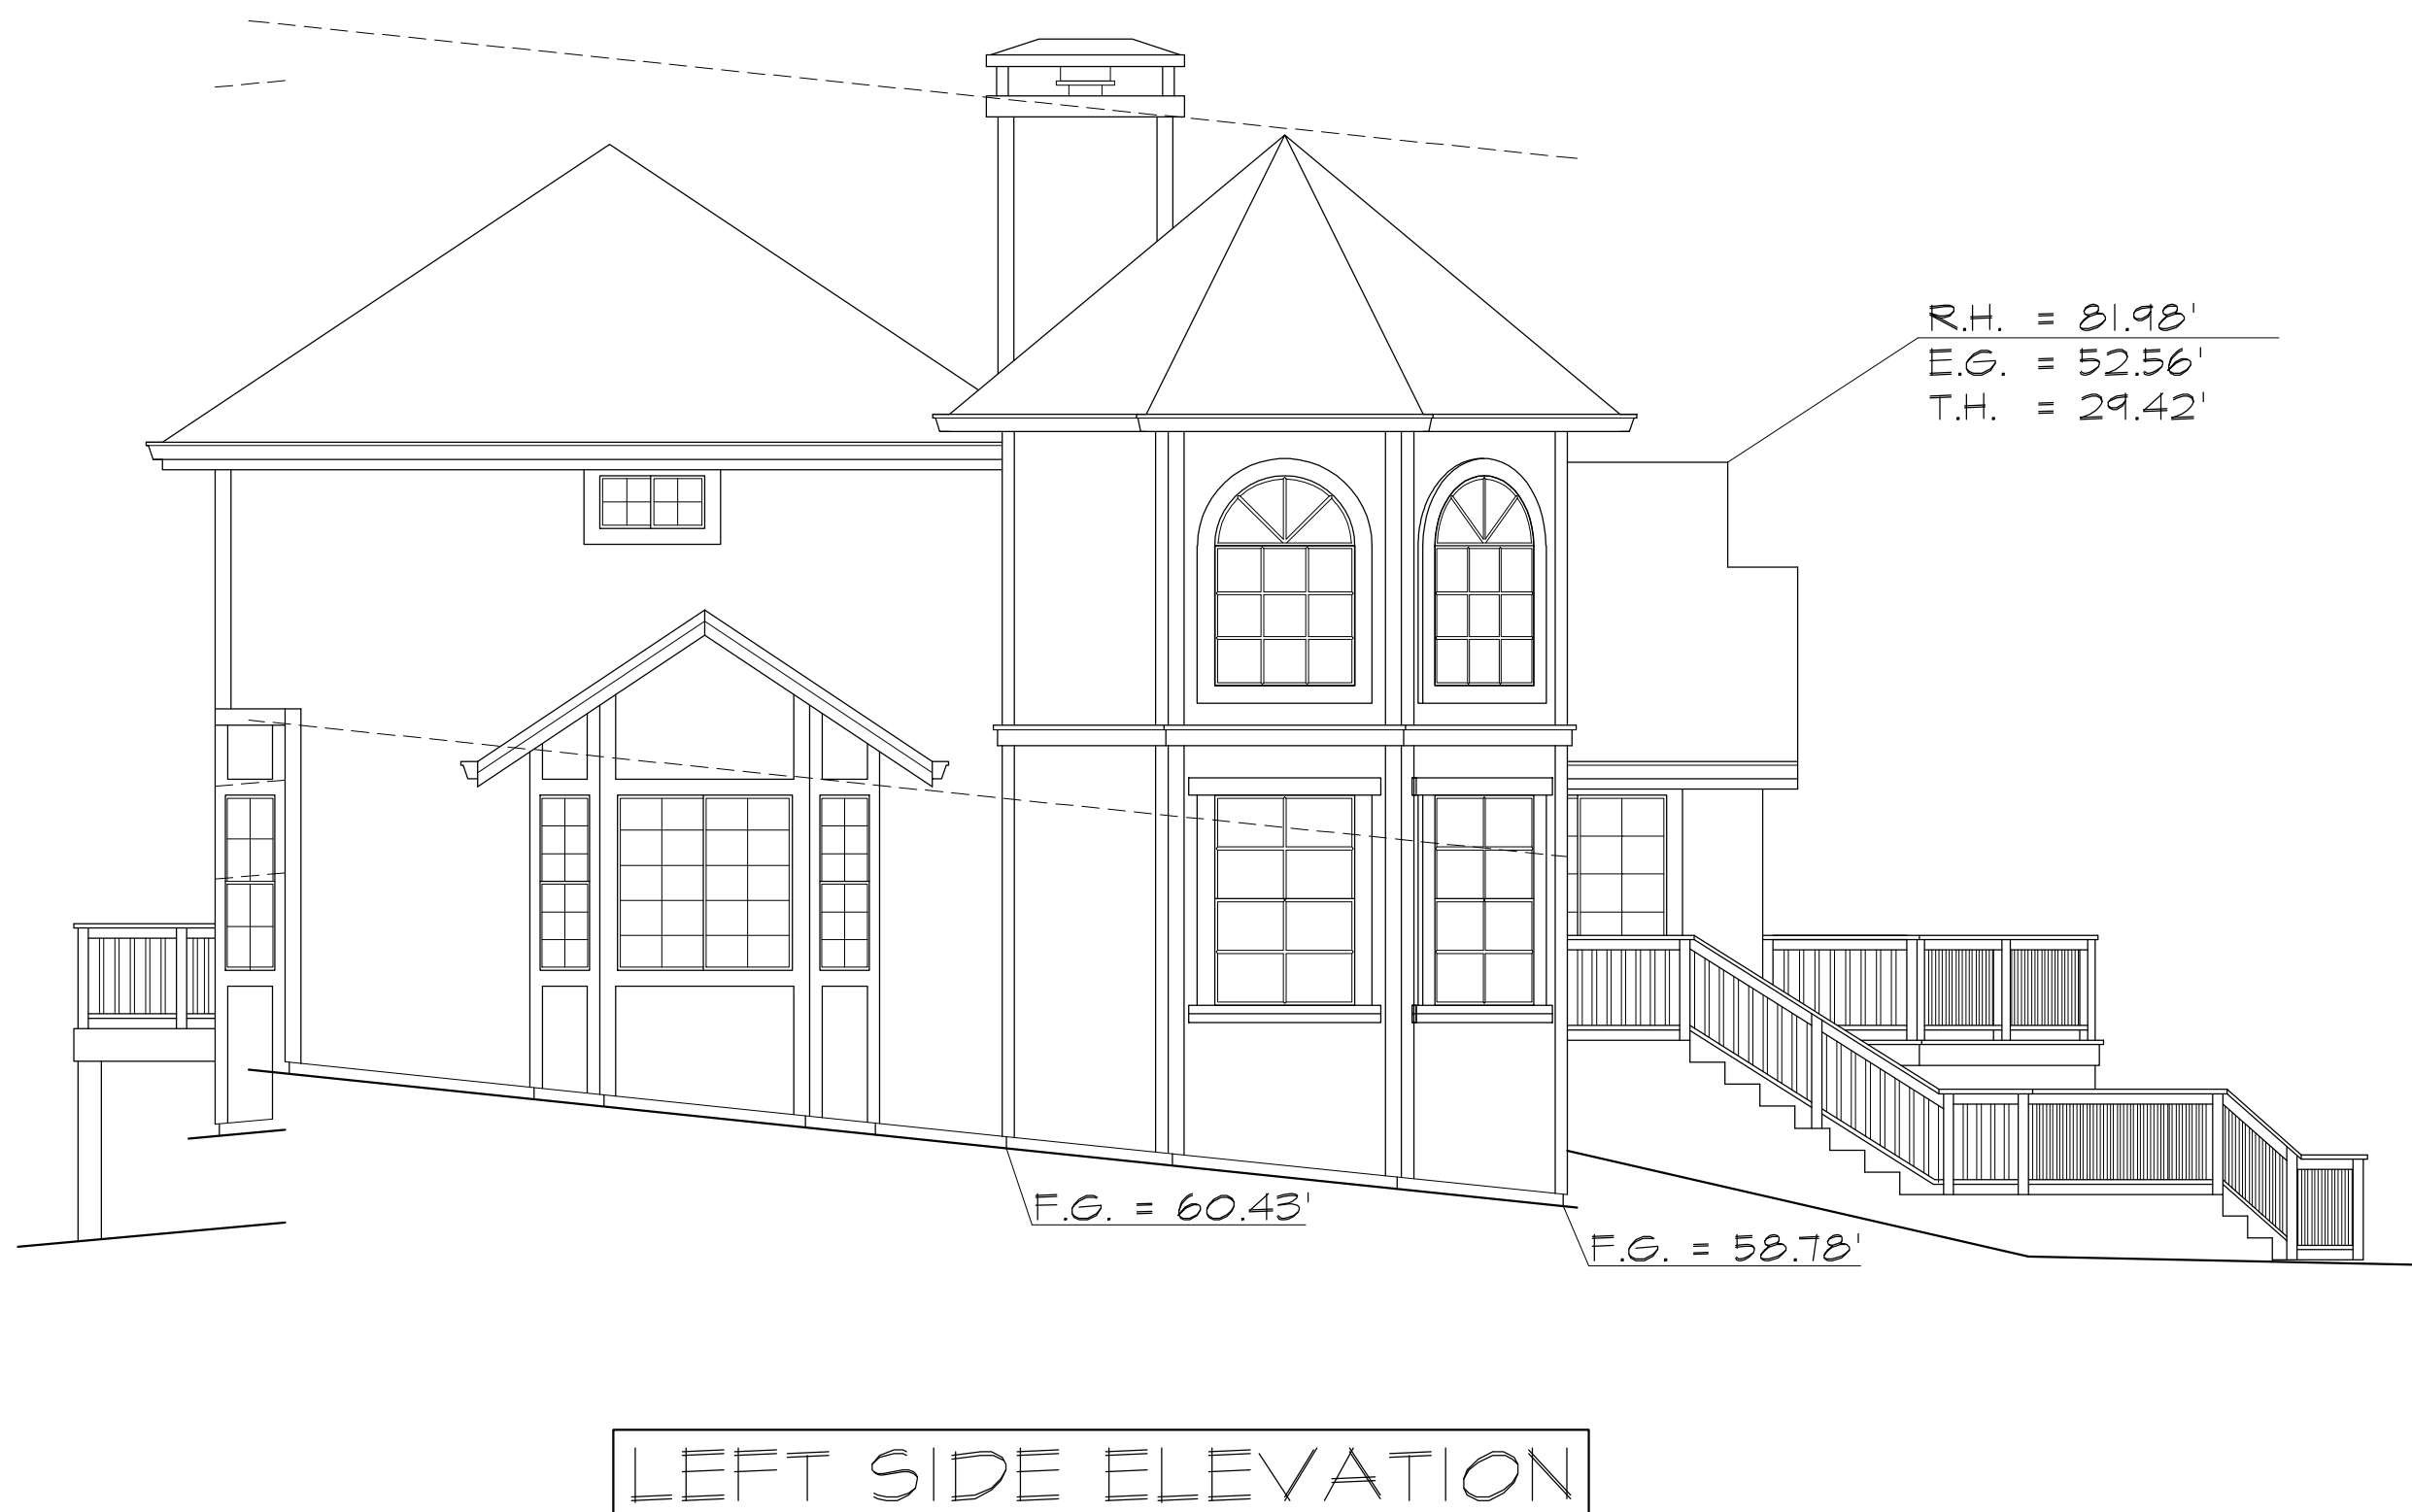 R.H. = 81.98'
E.G. = 52.56'
T.H. = 29.42'
F.G. = 60.43'
F.G. = 58.78'
LEFT SIDE ELEVATION